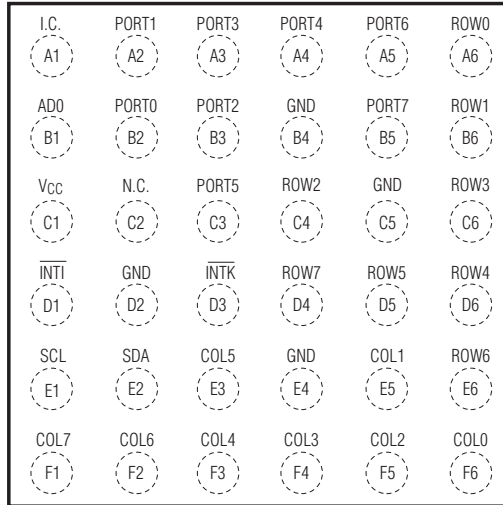 I.C. PORT1 PORT3 PORT4 PORT6 ROW0
A1 A2 A3 A4 A5 A6
AD0 PORT0 PORT2 GND PORT7 ROW1
B1 B2 B3 B4 B5 B6
VCC N.C. PORT5 ROW2 GND ROW3
C1 C2 C3 C4 C5 C6
I̅N̅T̅I̅ GND I̅N̅T̅K̅ ROW7 ROW5 ROW4
D1 D2 D3 D4 D5 D6
SCL SDA COL5 GND COL1 ROW6
E1 E2 E3 E4 E5 E6
COL7 COL6 COL4 COL3 COL2 COL0
F1 F2 F3 F4 F5 F6